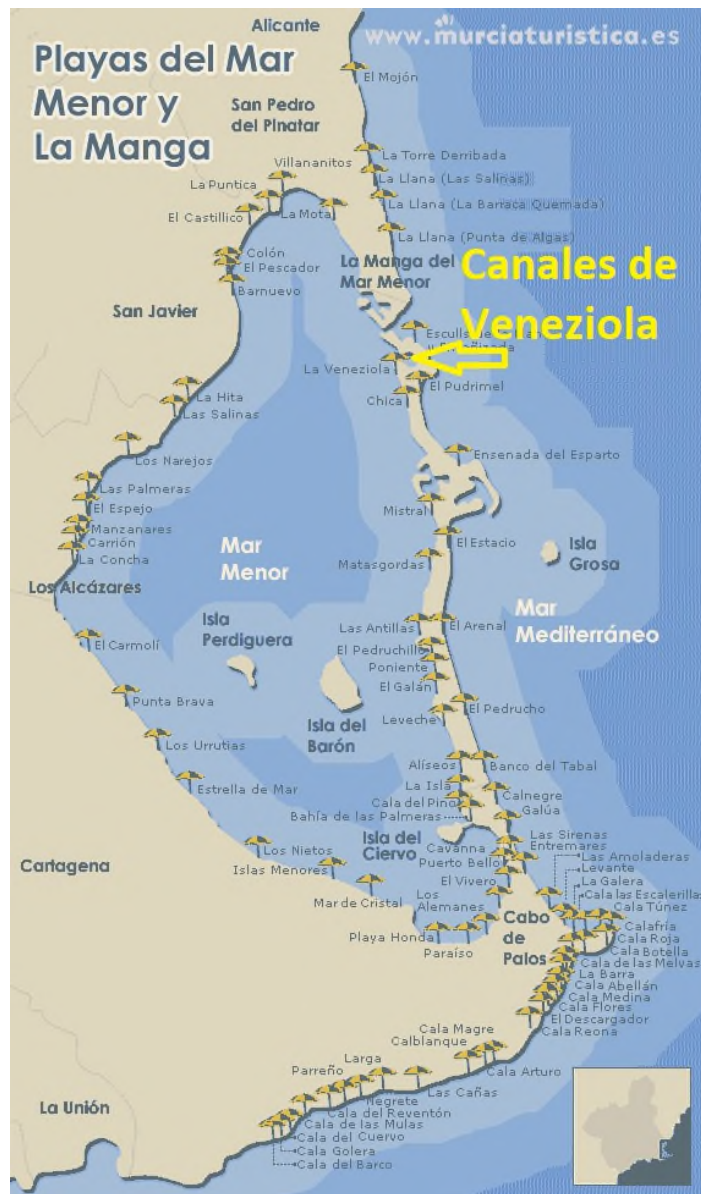 Alicante
www.murciaturistica.es
Playas del Mar
Menor y
La Manga
El Mojón
San Pedro
del Pinatar
La Torre Derribada
Villananitos
La Llana (Las Salinas)
La Puntica
La Llana (La Barraca Quemada)
El Castillico
La Mota
La Llana (Punta de Algas)
Colón
El Pescador
La Manga del
Mar Menor
Canales de
Veneziola
Barnuevo
San Javier
La Veneziola
El Pudrimel
Chica
La Hita
Las Salinas
Los Narejos
Ensenada del Esparto
Las Palmeras
El Espejo
Mistral
Manzanares
Carrión
La Concha
El Estacio
Mar
Menor
Isla
Grosa
Matasgordas
Los Alcázares
Mar
Mediterráneo
Isla
Perdiguera
Las Antillas
El Arenal
El Carmolí
El Pedruchillo
Poniente
El Galán
Punta Brava
El Pedrucho
Leveche
Isla del
Barón
Los Urrutias
Alíseos
Banco del Tabal
Estrella de Mar
La Isla
Calnegre
Cala del Pino
Galúa
Bahía de las Palmeras
Isla del
Ciervo
Las Sirenas
Entremares
Los Nietos
Cavanna
Puerto Bello
Las Amoladeras
Levante
Cartagena
Islas Menores
El Vivero
La Galera
Cala las Escalerilla
Mar de Cristal
Los
Alemanes
Cala Túnez
Cabo
de
Palos
Calafría
Playa Honda
Cala Roja
Paraíso
Cala Botella
Cala de las Melvas
La Barra
Cala Abellán
Cala Medina
Cala Flores
El Descargador
Cala Reona
Cala Magre
Calblanque
Larga
Parreño
Cala Arturo
Las Cañas
Negrete
La Unión
Cala del Reventón
Cala de las Mulas
Cala del Cuervo
Cala Golera
Cala del Barco